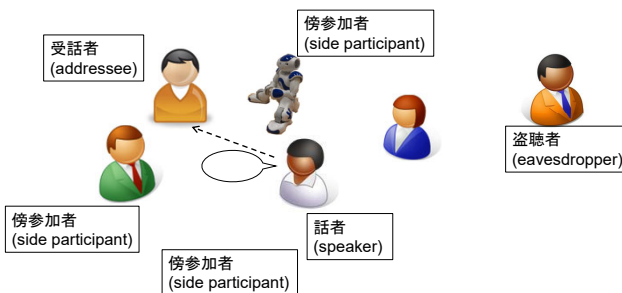 傍参加者
(side participant)
受話者
(addressee)
盗聴者
(eavesdropper)
傍参加者
(side participant)
話者
(speaker)
傍参加者
(side participant)